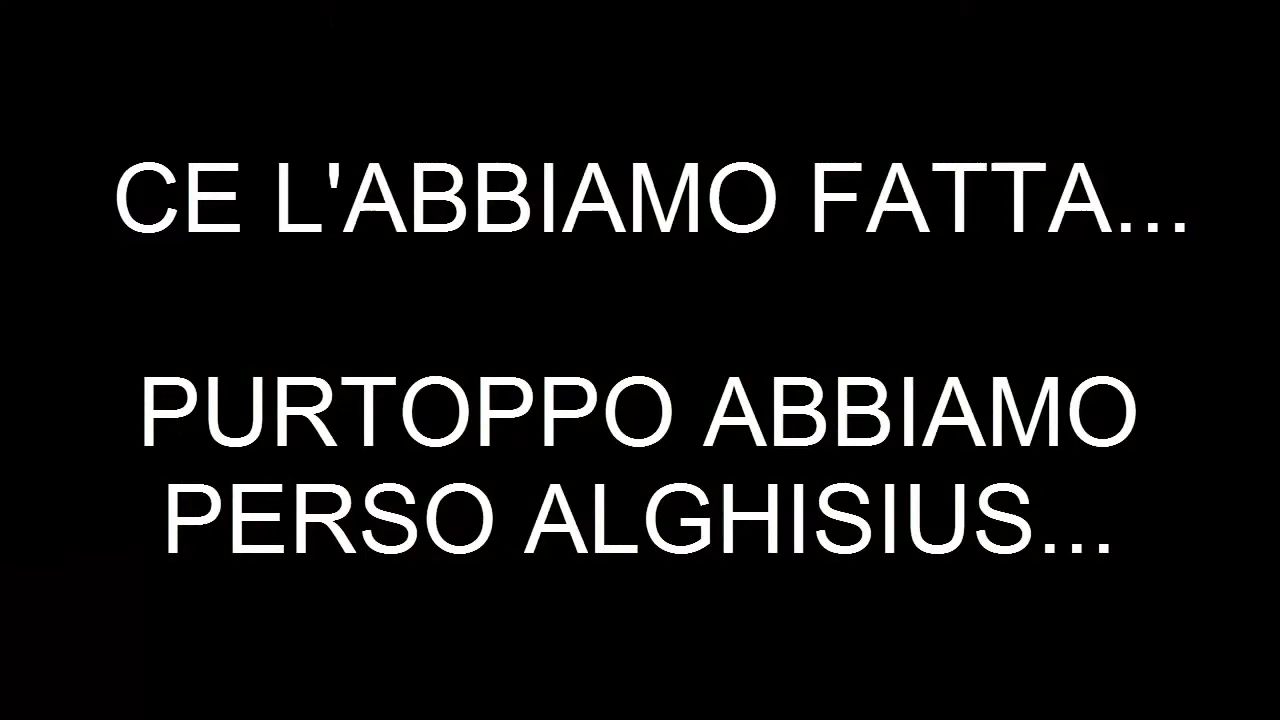 CE L'ABBIAMO FATTA...
PURTOPPO ABBIAMO
PERSO ALGHISIUS...